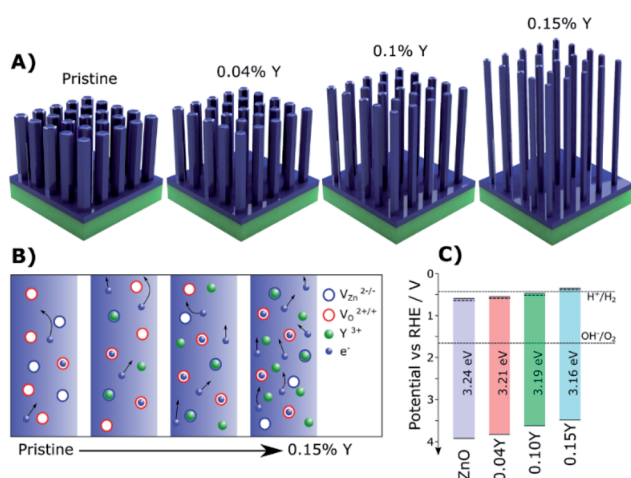 A)
Pristine
0.04% Y
0.1% Y
0.15% Y
B)
V Zn 2-/-
V O 2+/+
Y 3+
e-
Pristine
0.15% Y
C)
Potential vs RHE / V
0
1
2
3
4
H+/H2
OH-/O2
3.24 eV
3.21 eV
3.19 eV
3.16 eV
ZnO
0.04Y
0.10Y
0.15Y